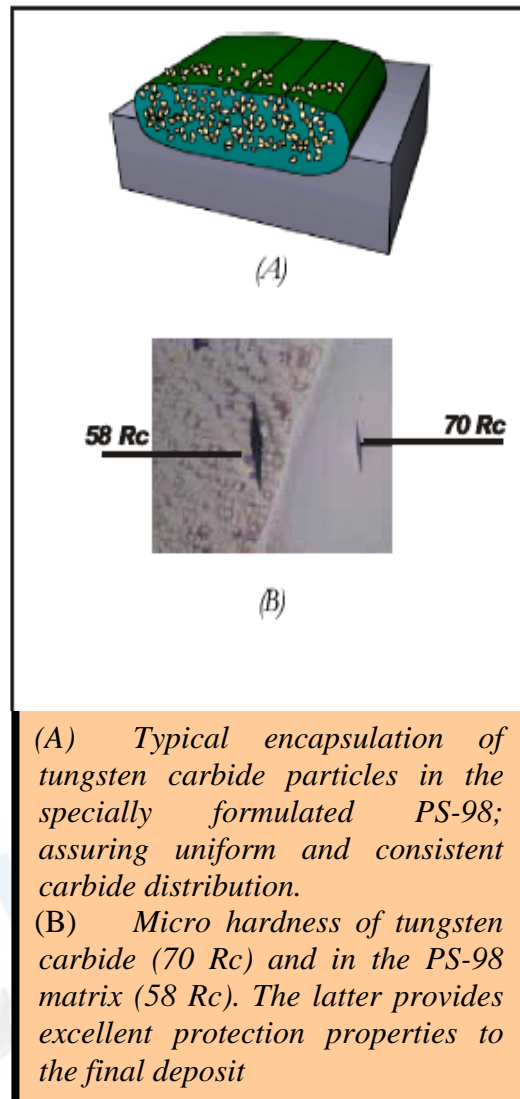 (A)
58 Rc
70 Rc
(B)
(A) Typical encapsulation of
tungsten carbide particles in the
specially formulated PS-98;
assuring uniform and consistent
carbide distribution.
(B) Micro hardness of tungsten
carbide (70 Rc) and in the PS-98
matrix (58 Rc). The latter provides
excellent protection properties to
the final deposit